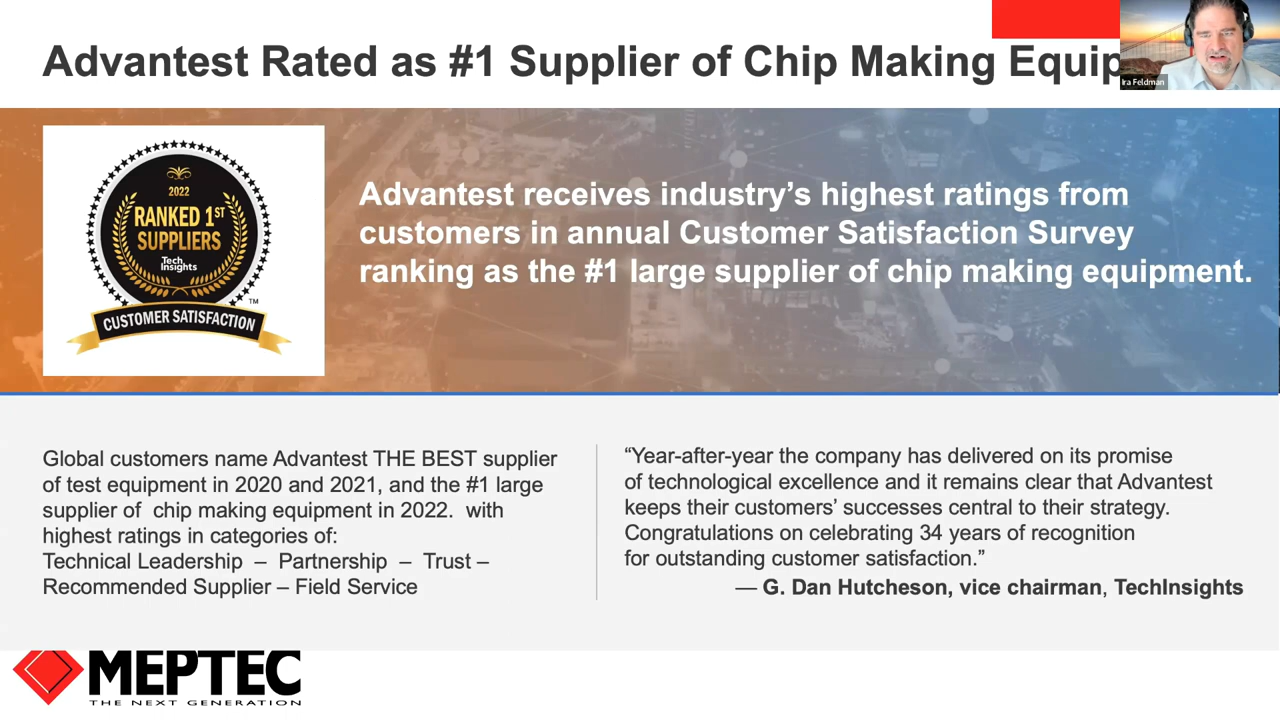 Advantest Rated as #1 Supplier of Chip Making Equip
Ira Feldman
2022
RANKED 1ST
SUPPLIERS
Tech
Insights
TM
CUSTOMER SATISFACTION
Advantest receives industry’s highest ratings from
customers in annual Customer Satisfaction Survey
ranking as the #1 large supplier of chip making equipment.
Global customers name Advantest THE BEST supplier
of test equipment in 2020 and 2021, and the #1 large
supplier of chip making equipment in 2022. with
highest ratings in categories of:
Technical Leadership – Partnership – Trust –
Recommended Supplier – Field Service
“Year-after-year the company has delivered on its promise
of technological excellence and it remains clear that Advantest
keeps their customers’ successes central to their strategy.
Congratulations on celebrating 34 years of recognition
for outstanding customer satisfaction.”
— G. Dan Hutcheson, vice chairman, TechInsights
MEPTEC
THE NEXT GENERATION